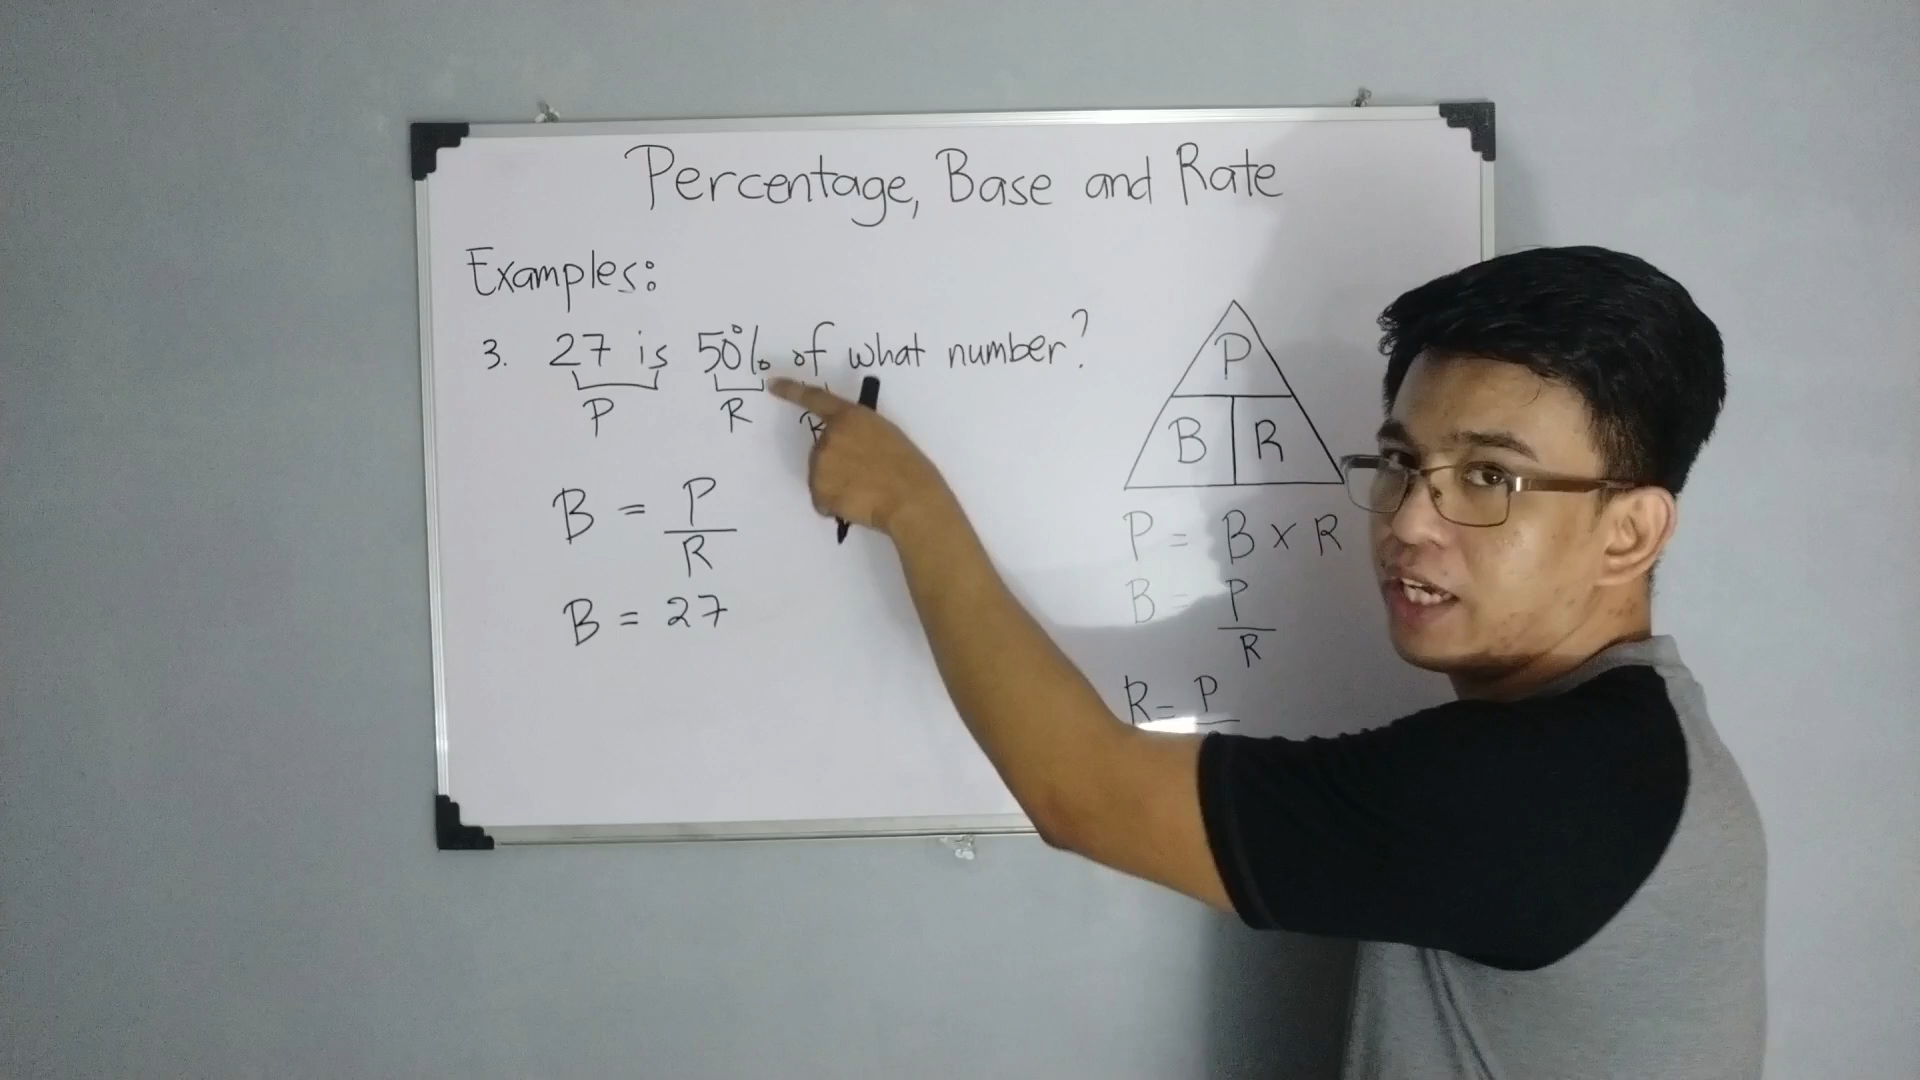 Percentage, Base and Rate
Examples:
3. 27 is 50% of what number?
P R
B = P
R
B = 27
P
B R
P = B x R
B = P
R
R = P